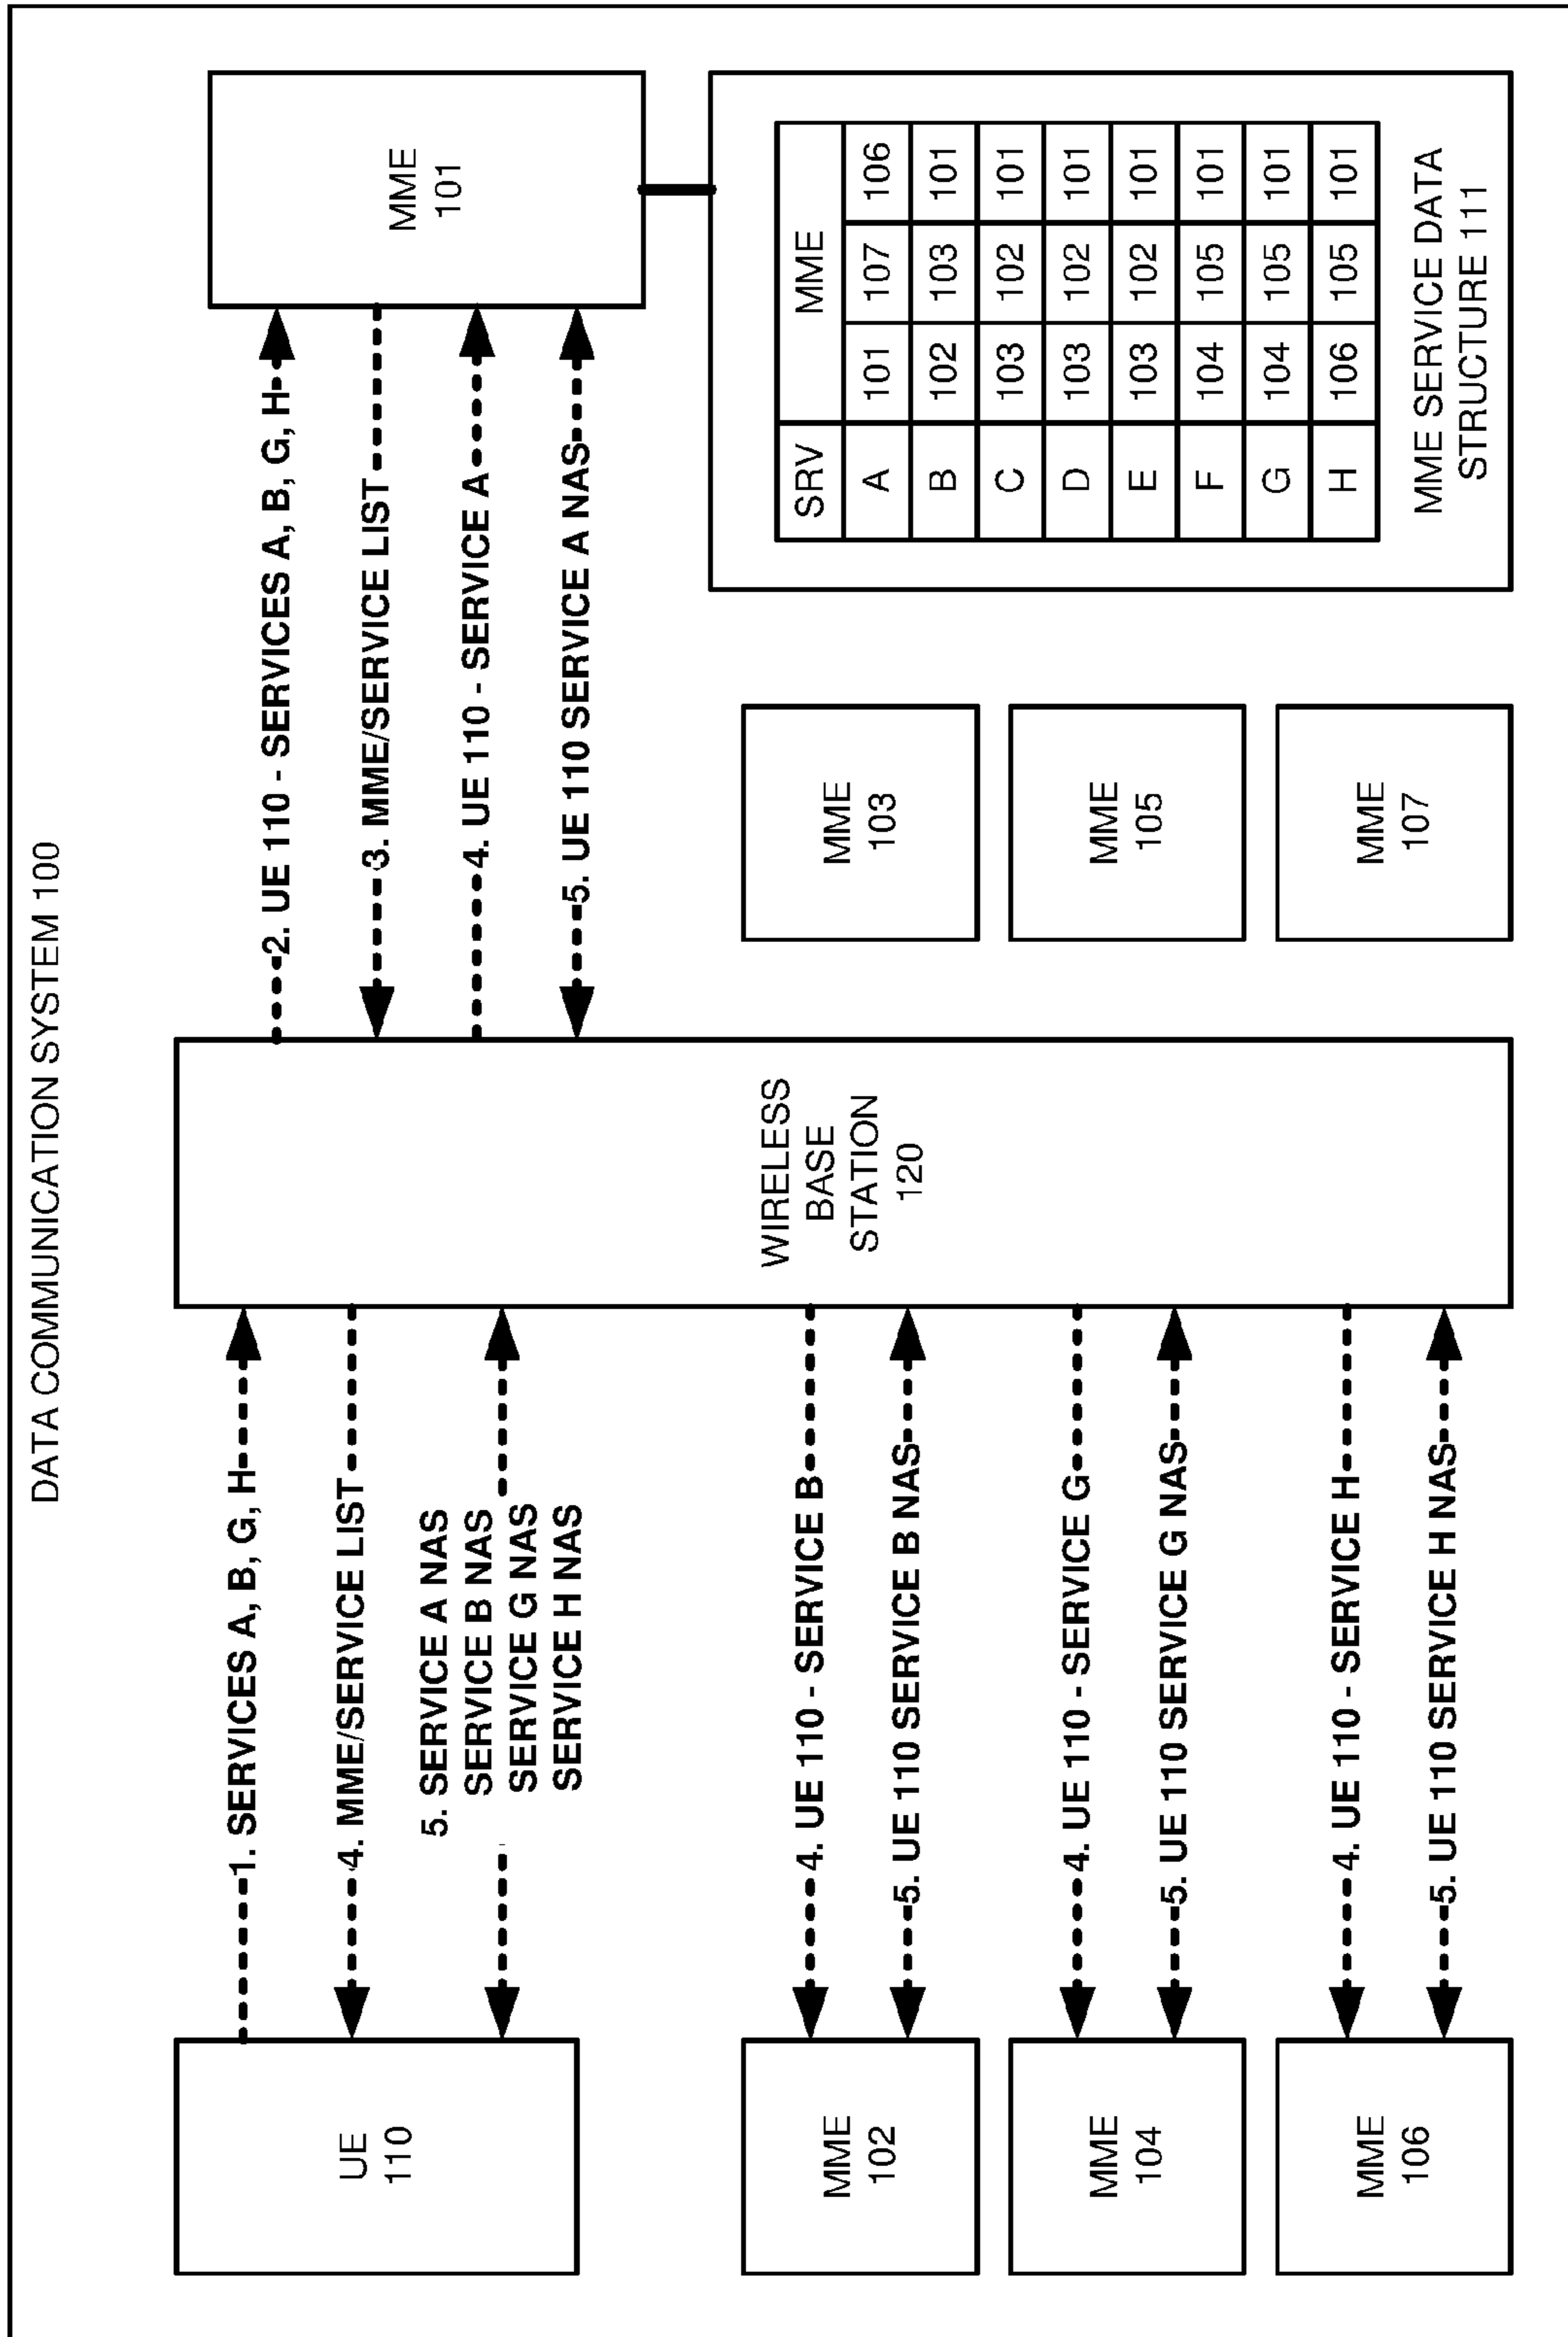 DATA COMMUNICATION SYSTEM 100
UE
110
1. SERVICES A, B, G, H
4. MME/SERVICE LIST
5. SERVICE A NAS
SERVICE B NAS
SERVICE G NAS
SERVICE H NAS
WIRELESS
BASE
STATION
120
2. UE 110 - SERVICES A, B, G, H
3. MME/SERVICE LIST
4. UE 110 - SERVICE A
5. UE 110 SERVICE A NAS
MME
101
MME
102
4. UE 110 - SERVICE B
5. UE 110 SERVICE B NAS
MME
104
4. UE 110 - SERVICE G
5. UE 110 SERVICE G NAS
MME
106
4. UE 110 - SERVICE H
5. UE 110 SERVICE H NAS
MME
103
MME
105
MME
107
SRV MME
A 101 107 106
B 102 103 101
C 103 102 101
D 103 102 101
E 103 102 101
F 104 105 101
G 104 105 101
H 106 105 101
MME SERVICE DATA
STRUCTURE 111